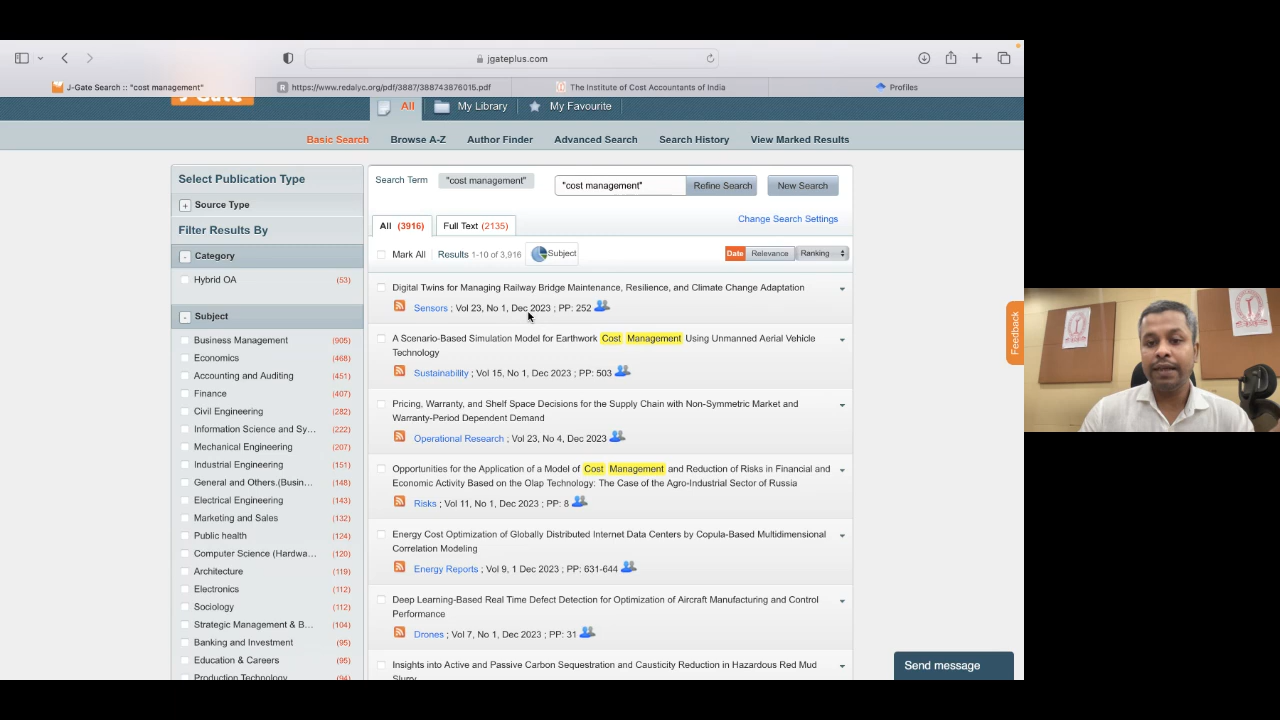 jgateplus.com
J-Gate Search :: "cost management"
R https://www.redalyc.org/pdf/3887/388743876015.pdf
The Institute of Cost Accountants of India
Profiles
J-Gate
All
My Library
My Favourite
Basic Search
Browse A-Z
Author Finder
Advanced Search
Search History
View Marked Results
Select Publication Type
+ Source Type
Filter Results By
- Category
Hybrid OA (53)
- Subject
Business Management (905)
Economics (468)
Accounting and Auditing (451)
Finance (407)
Civil Engineering (282)
Information Science and Sy... (222)
Mechanical Engineering (207)
Industrial Engineering (151)
General and Others.(Busin... (148)
Electrical Engineering (143)
Marketing and Sales (132)
Public health (124)
Computer Science (Hardwa... (120)
Architecture (119)
Electronics (112)
Sociology (112)
Strategic Management & B... (104)
Banking and Investment (95)
Education & Careers (95)
Production Technology (94)
Search Term "cost management"
"cost management" Refine Search New Search
Change Search Settings
All (3916) Full Text (2135)
Mark All Results 1-10 of 3,916 Subject Date Relevance Ranking
Digital Twins for Managing Railway Bridge Maintenance, Resilience, and Climate Change Adaptation
Sensors ; Vol 23, No 1, Dec 2023 ; PP: 252
A Scenario-Based Simulation Model for Earthwork Cost Management Using Unmanned Aerial Vehicle
Technology
Sustainability ; Vol 15, No 1, Dec 2023 ; PP: 503
Pricing, Warranty, and Shelf Space Decisions for the Supply Chain with Non-Symmetric Market and
Warranty-Period Dependent Demand
Operational Research ; Vol 23, No 4, Dec 2023
Opportunities for the Application of a Model of Cost Management and Reduction of Risks in Financial and
Economic Activity Based on the Olap Technology: The Case of the Agro-Industrial Sector of Russia
Risks ; Vol 11, No 1, Dec 2023 ; PP: 8
Energy Cost Optimization of Globally Distributed Internet Data Centers by Copula-Based Multidimensional
Correlation Modeling
Energy Reports ; Vol 9, 1 Dec 2023 ; PP: 631-644
Deep Learning-Based Real Time Defect Detection for Optimization of Aircraft Manufacturing and Control
Performance
Drones ; Vol 7, No 1, Dec 2023 ; PP: 31
Insights into Active and Passive Carbon Sequestration and Causticity Reduction in Hazardous Red Mud
Slurry
Feedback
Send message